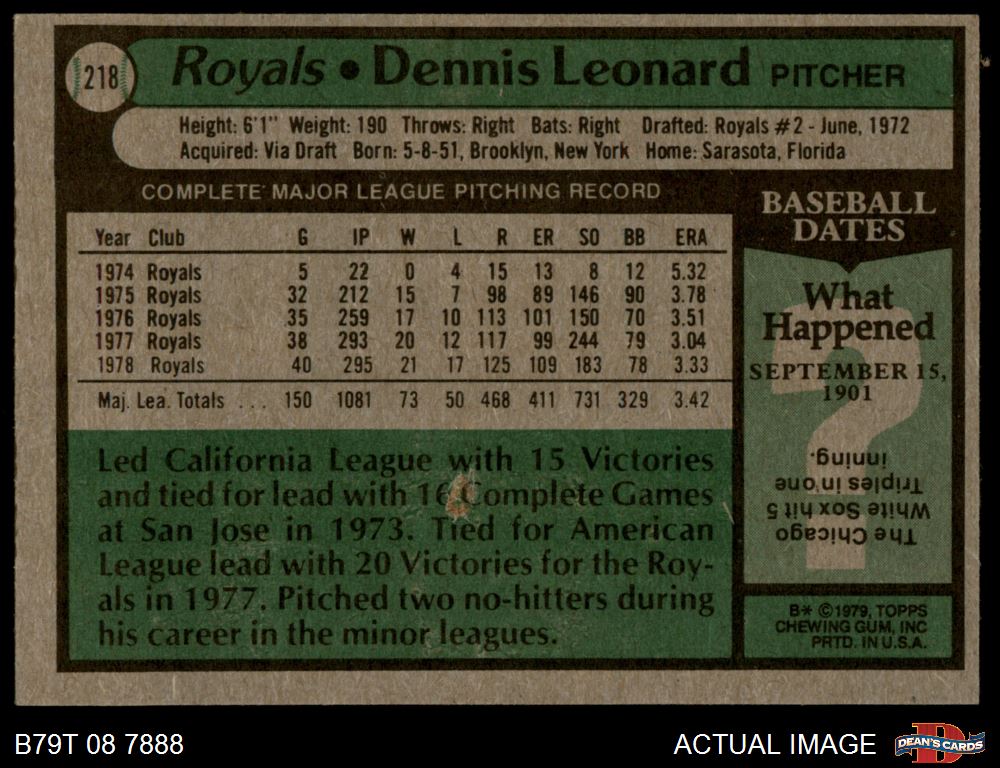 218
Royals • Dennis Leonard PITCHER
Height: 6'1" Weight: 190 Throws: Right Bats: Right Drafted: Royals #2 - June, 1972
Acquired: Via Draft Born: 5-8-51, Brooklyn, New York Home: Sarasota, Florida
COMPLETE MAJOR LEAGUE PITCHING RECORD
Year Club G IP W L R ER SO BB ERA
1974 Royals 5 22 0 4 15 13 8 12 5.32
1975 Royals 32 212 15 7 98 89 146 90 3.78
1976 Royals 35 259 17 10 113 101 150 70 3.51
1977 Royals 38 293 20 12 117 99 244 79 3.04
1978 Royals 40 295 21 17 125 109 183 78 3.33
Maj. Lea. Totals ... 150 1081 73 50 468 411 731 329 3.42
Led California League with 15 Victories
and tied for lead with 16 Complete Games
at San Jose in 1973. Tied for American
League lead with 20 Victories for the Roy-
als in 1977. Pitched two no-hitters during
his career in the minor leagues.
BASEBALL
DATES
What
Happened
SEPTEMBER 15,
1901
The Chicago
White Sox hit 5
Triples in one
inning.
B* ©1979, TOPPS
CHEWING GUM, INC
PRTD. IN U.S.A.
B79T 08 7888
ACTUAL IMAGE
D
DEAN'S CARDS